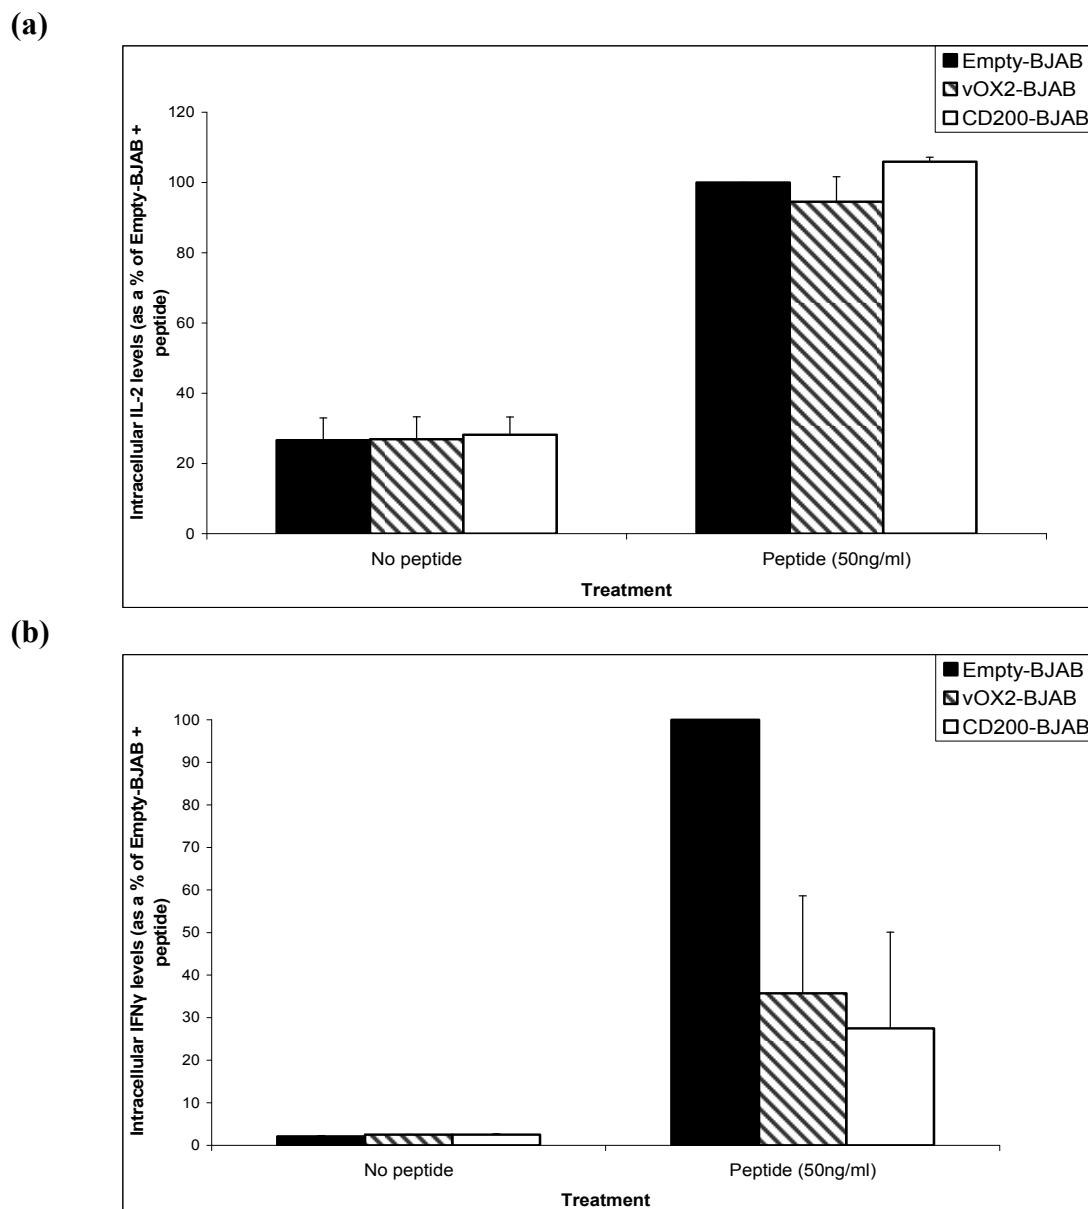 (a)
Empty-BJAB
vOX2-BJAB
CD200-BJAB
Intracellular IL-2 levels (as a % of Empty-BJAB +
peptide)
120
100
80
60
40
20
0
No peptide
Peptide (50ng/ml)
Treatment
(b)
Empty-BJAB
vOX2-BJAB
CD200-BJAB
Intracellular IFNγ levels (as a % of Empty-BJAB +
peptide)
100
90
80
70
60
50
40
30
20
10
0
No peptide
Peptide (50ng/ml)
Treatment